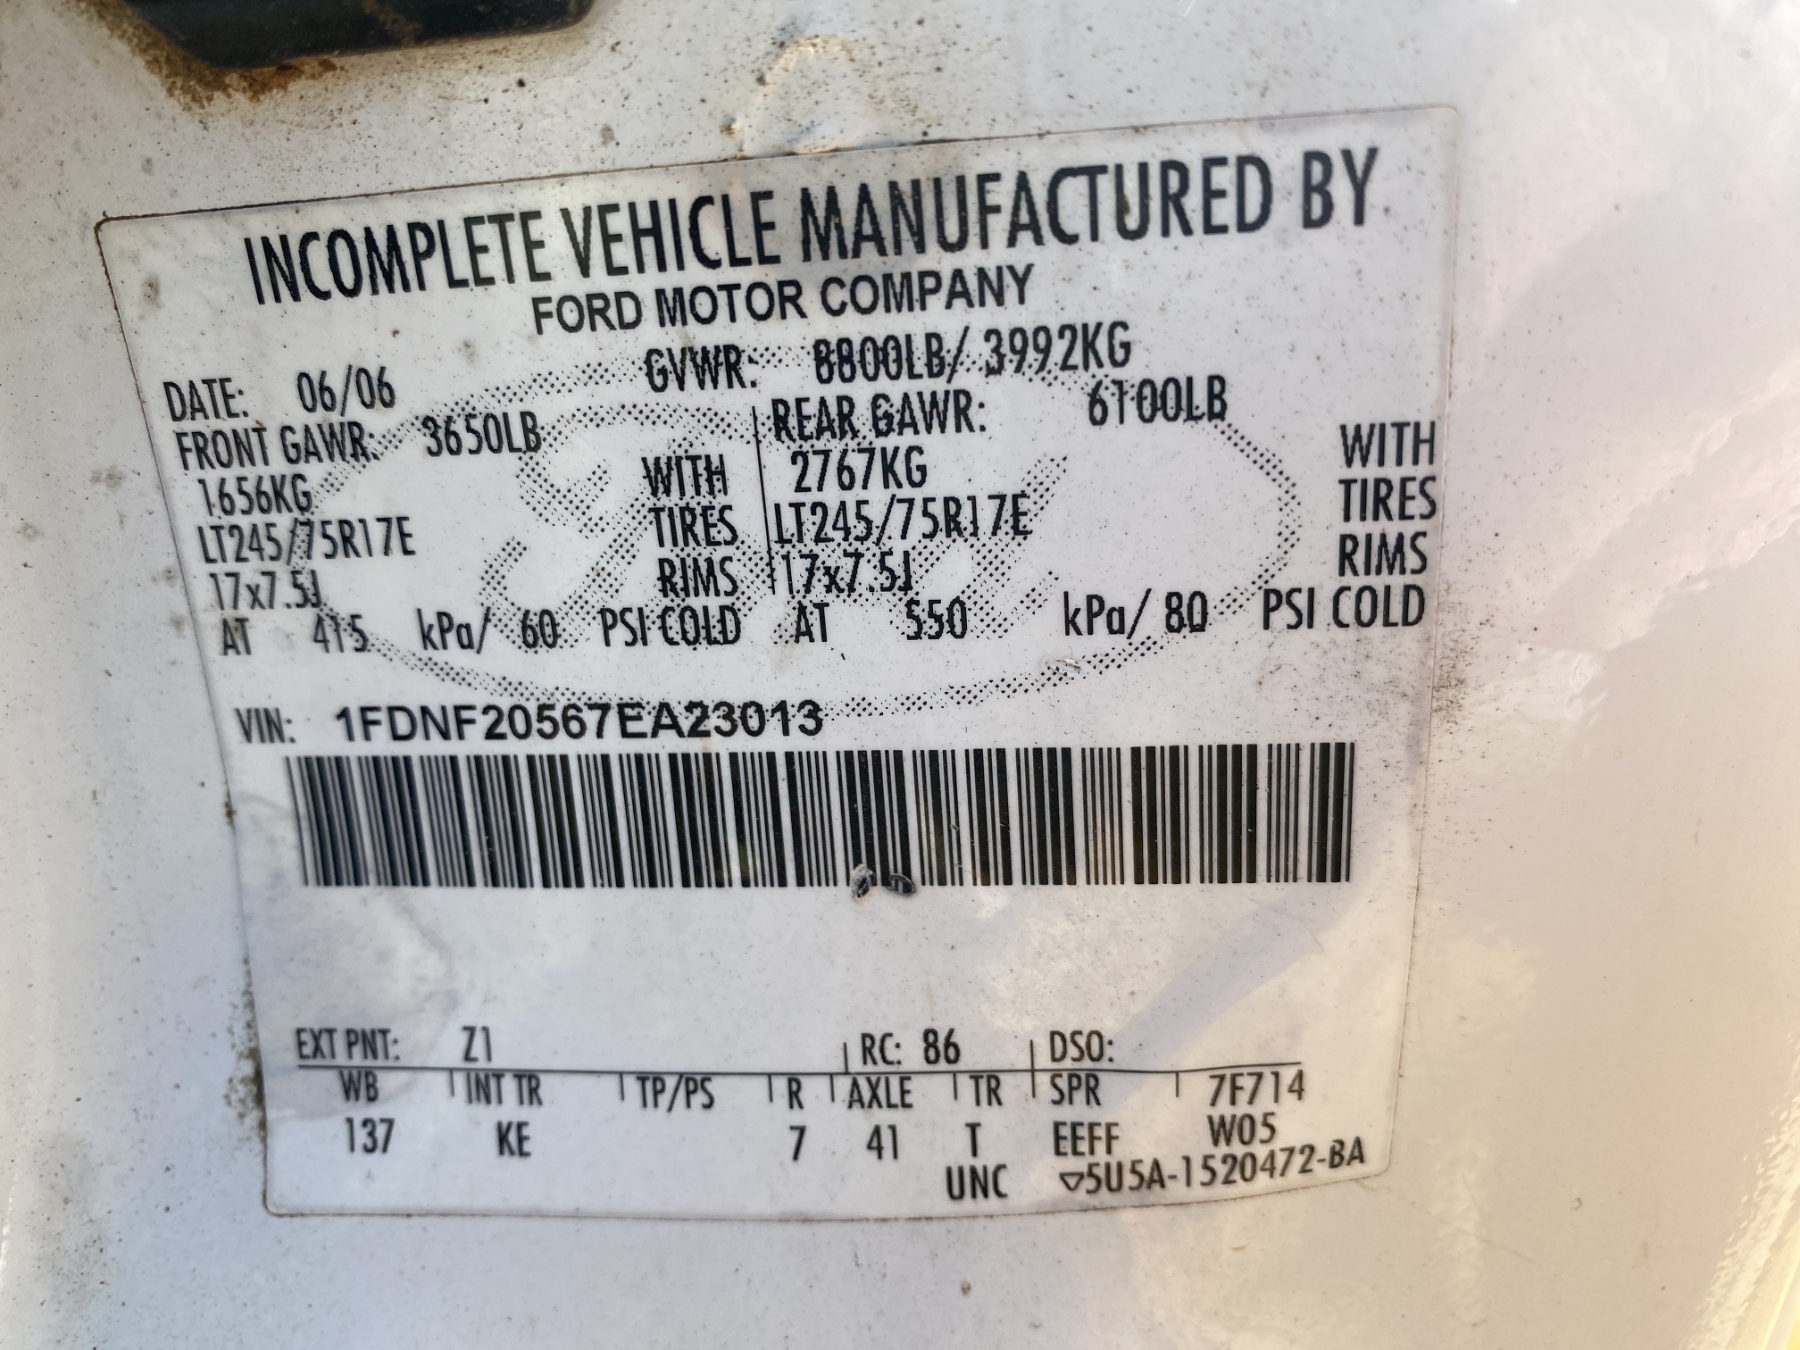 INCOMPLETE VEHICLE MANUFACTURED BY
FORD MOTOR COMPANY
DATE: 06/06 GVWR: 8800LB/ 3992KG
FRONT GAWR: 3650LB REAR GAWR: 6100LB
1656KG WITH 2767KG WITH
LT245/75R17E TIRES LT245/75R17E TIRES
17x7.5J RIMS 17x7.5J RIMS
AT 415 kPa/ 60 PSI COLD AT 550 kPa/ 80 PSI COLD
VIN: 1FDNF20567EA23013
EXT PNT: Z1 RC: 86 DSO:
WB INT TR TP/PS R AXLE TR SPR 7F714
137 KE 7 41 T EEFF W05
UNC ▽5U5A-1520472-BA